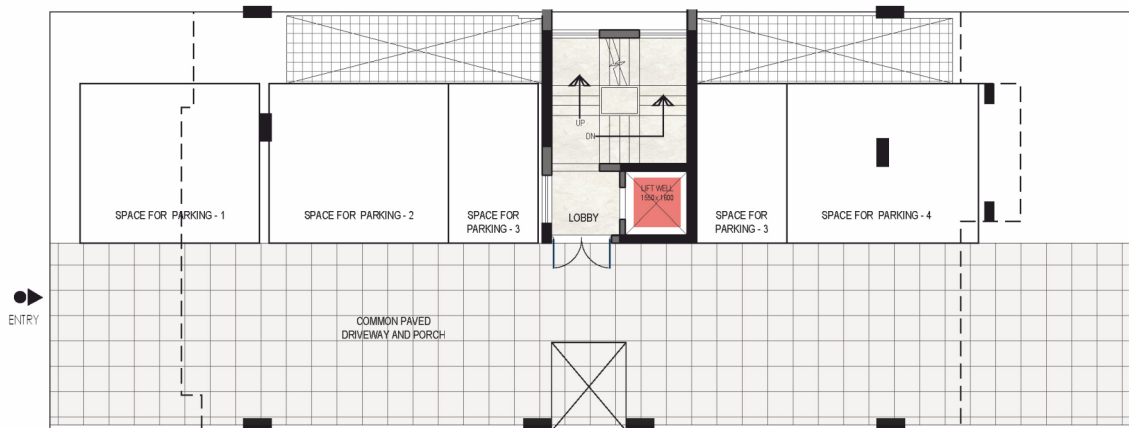 UP
DN
LIFT WELL
1550 x 1600
SPACE FOR PARKING - 1
SPACE FOR PARKING - 2
SPACE FOR
PARKING - 3
LOBBY
SPACE FOR
PARKING - 3
SPACE FOR PARKING - 4
ENTRY
COMMON PAVED
DRIVEWAY AND PORCH